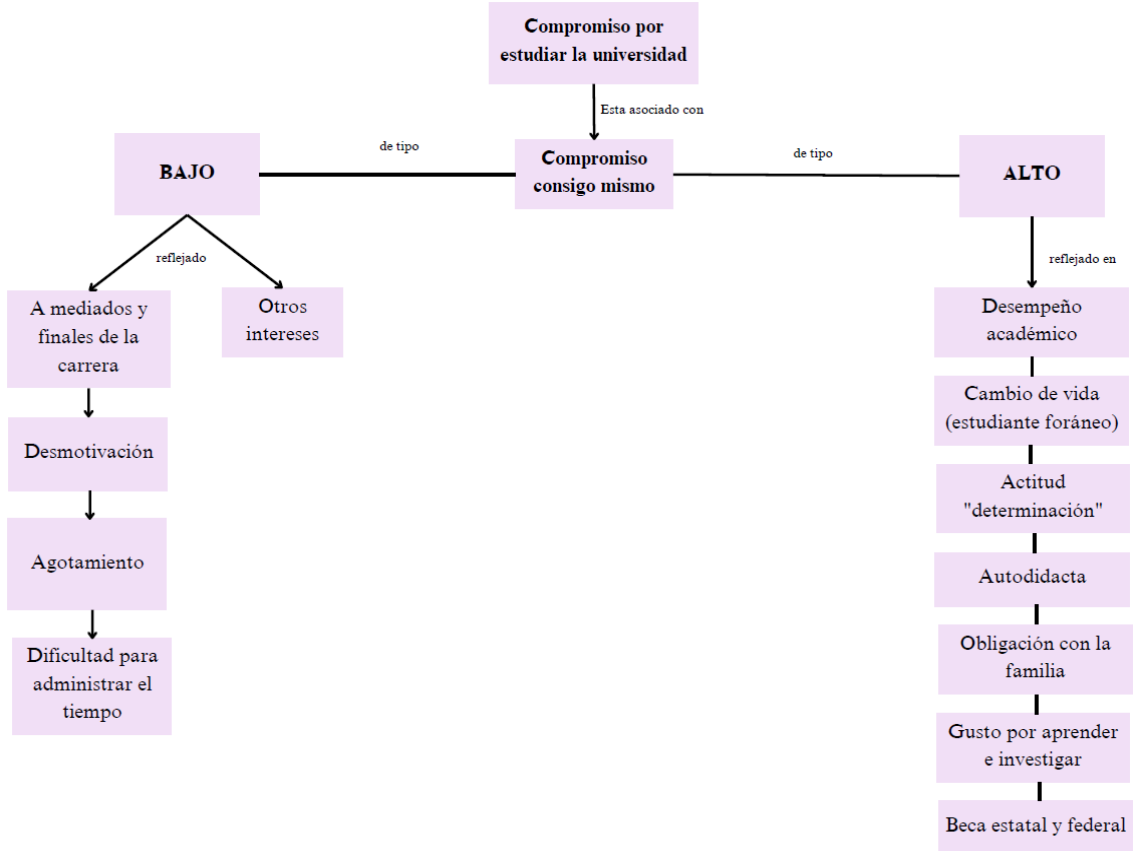 Compromiso por
estudiar la universidad
Esta asociado con
BAJO
de tipo
Compromiso
consigo mismo
de tipo
ALTO
reflejado
reflejado en
A mediados y
finales de la
carrera
Otros
intereses
Desmotivación
Agotamiento
Dificultad para
administrar el
tiempo
Desempeño
académico
Cambio de vida
(estudiante foráneo)
Actitud
"determinación"
Autodidacta
Obligación con la
familia
Gusto por aprender
e investigar
Beca estatal y federal